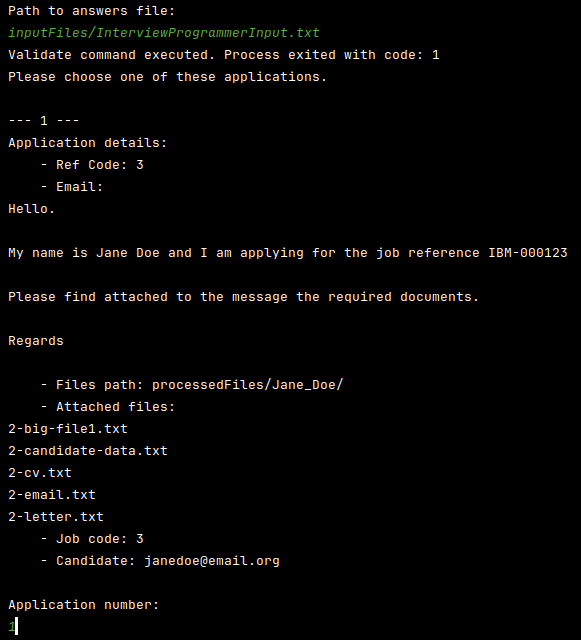 Path to answers file:
inputFiles/InterviewProgrammerInput.txt
Validate command executed. Process exited with code: 1
Please choose one of these applications.
--- 1 ---
Application details:
- Ref Code: 3
- Email:
Hello.
My name is Jane Doe and I am applying for the job reference IBM-000123
Please find attached to the message the required documents.
Regards
- Files path: processedFiles/Jane_Doe/
- Attached files:
2-big-file1.txt
2-candidate-data.txt
2-cv.txt
2-email.txt
2-letter.txt
- Job code: 3
- Candidate: janedoe@email.org
Application number:
1